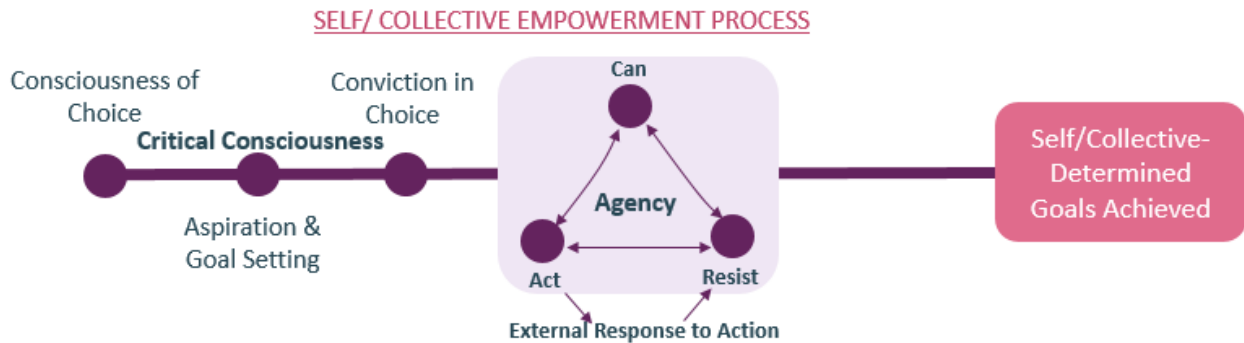 SELF/ COLLECTIVE EMPOWERMENT PROCESS
Consciousness of
Choice
Conviction in
Choice
Critical Consciousness
Aspiration &
Goal Setting
Can
Agency
Act
Resist
External Response to Action
Self/Collective-
Determined
Goals Achieved